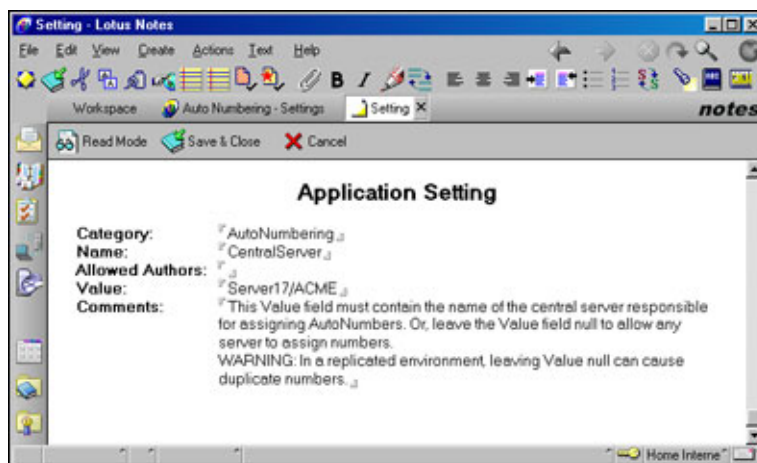 Setting - Lotus Notes
File Edit View Create Actions Text Help
B I
Workspace Auto Numbering - Settings Setting notes
Read Mode Save & Close Cancel
Application Setting
Category: AutoNumbering
Name: CentralServer
Allowed Authors:
Value: Server17/ACME
Comments: This Value field must contain the name of the central server responsible
for assigning AutoNumbers. Or, leave the Value field null to allow any
server to assign numbers.
WARNING: In a replicated environment, leaving Value null can cause
duplicate numbers.
Home Interne